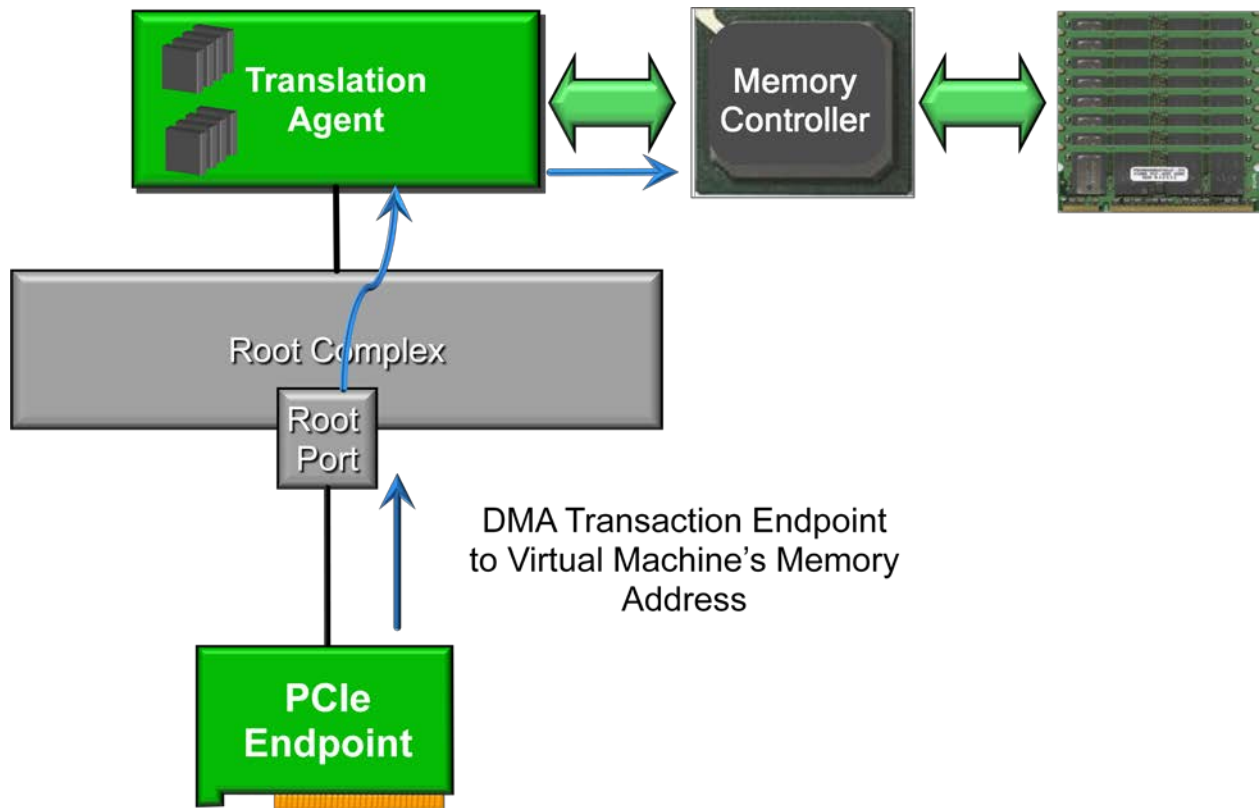 Translation
Agent
Memory
Controller
Root Complex
Root
Port
DMA Transaction Endpoint
to Virtual Machine's Memory
Address
PCIe
Endpoint